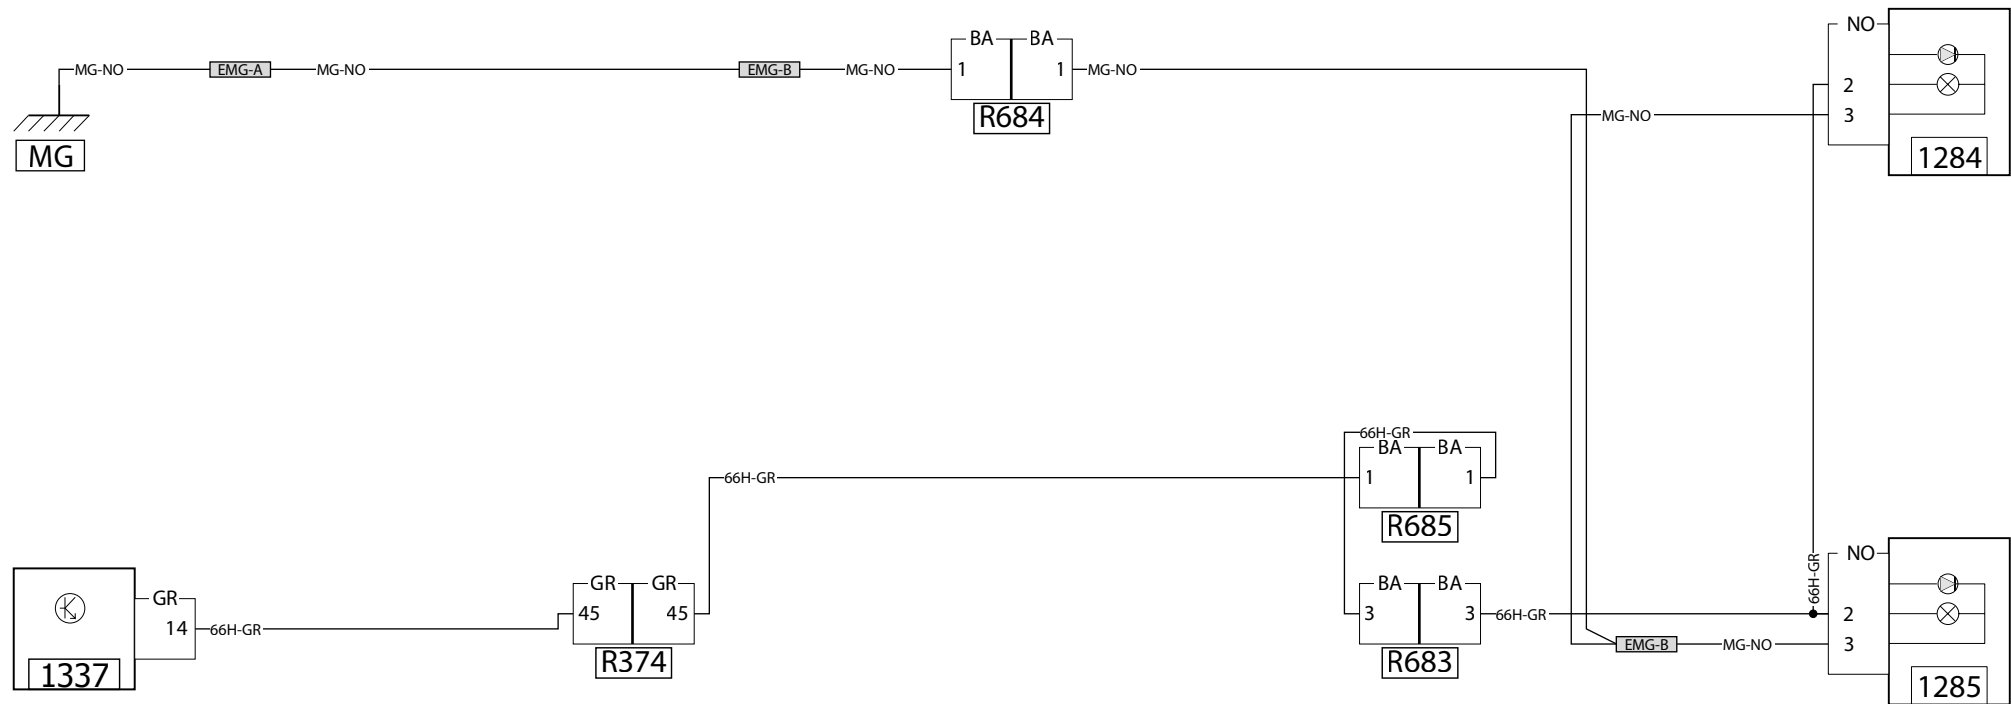 BA BA
NO
MG-NO EMG-A MG-NO EMG-B MG-NO 1 1 MG-NO
2
R684
MG-NO 3
MG
1284
66H-GR
BA BA
66H-GR 1 1
R685
NO
66H-GR
GR GR
BA BA
GR
45 45
3 3 66H-GR 2
14 66H-GR
EMG-B MG-NO 3
R374
R683
1337
1285